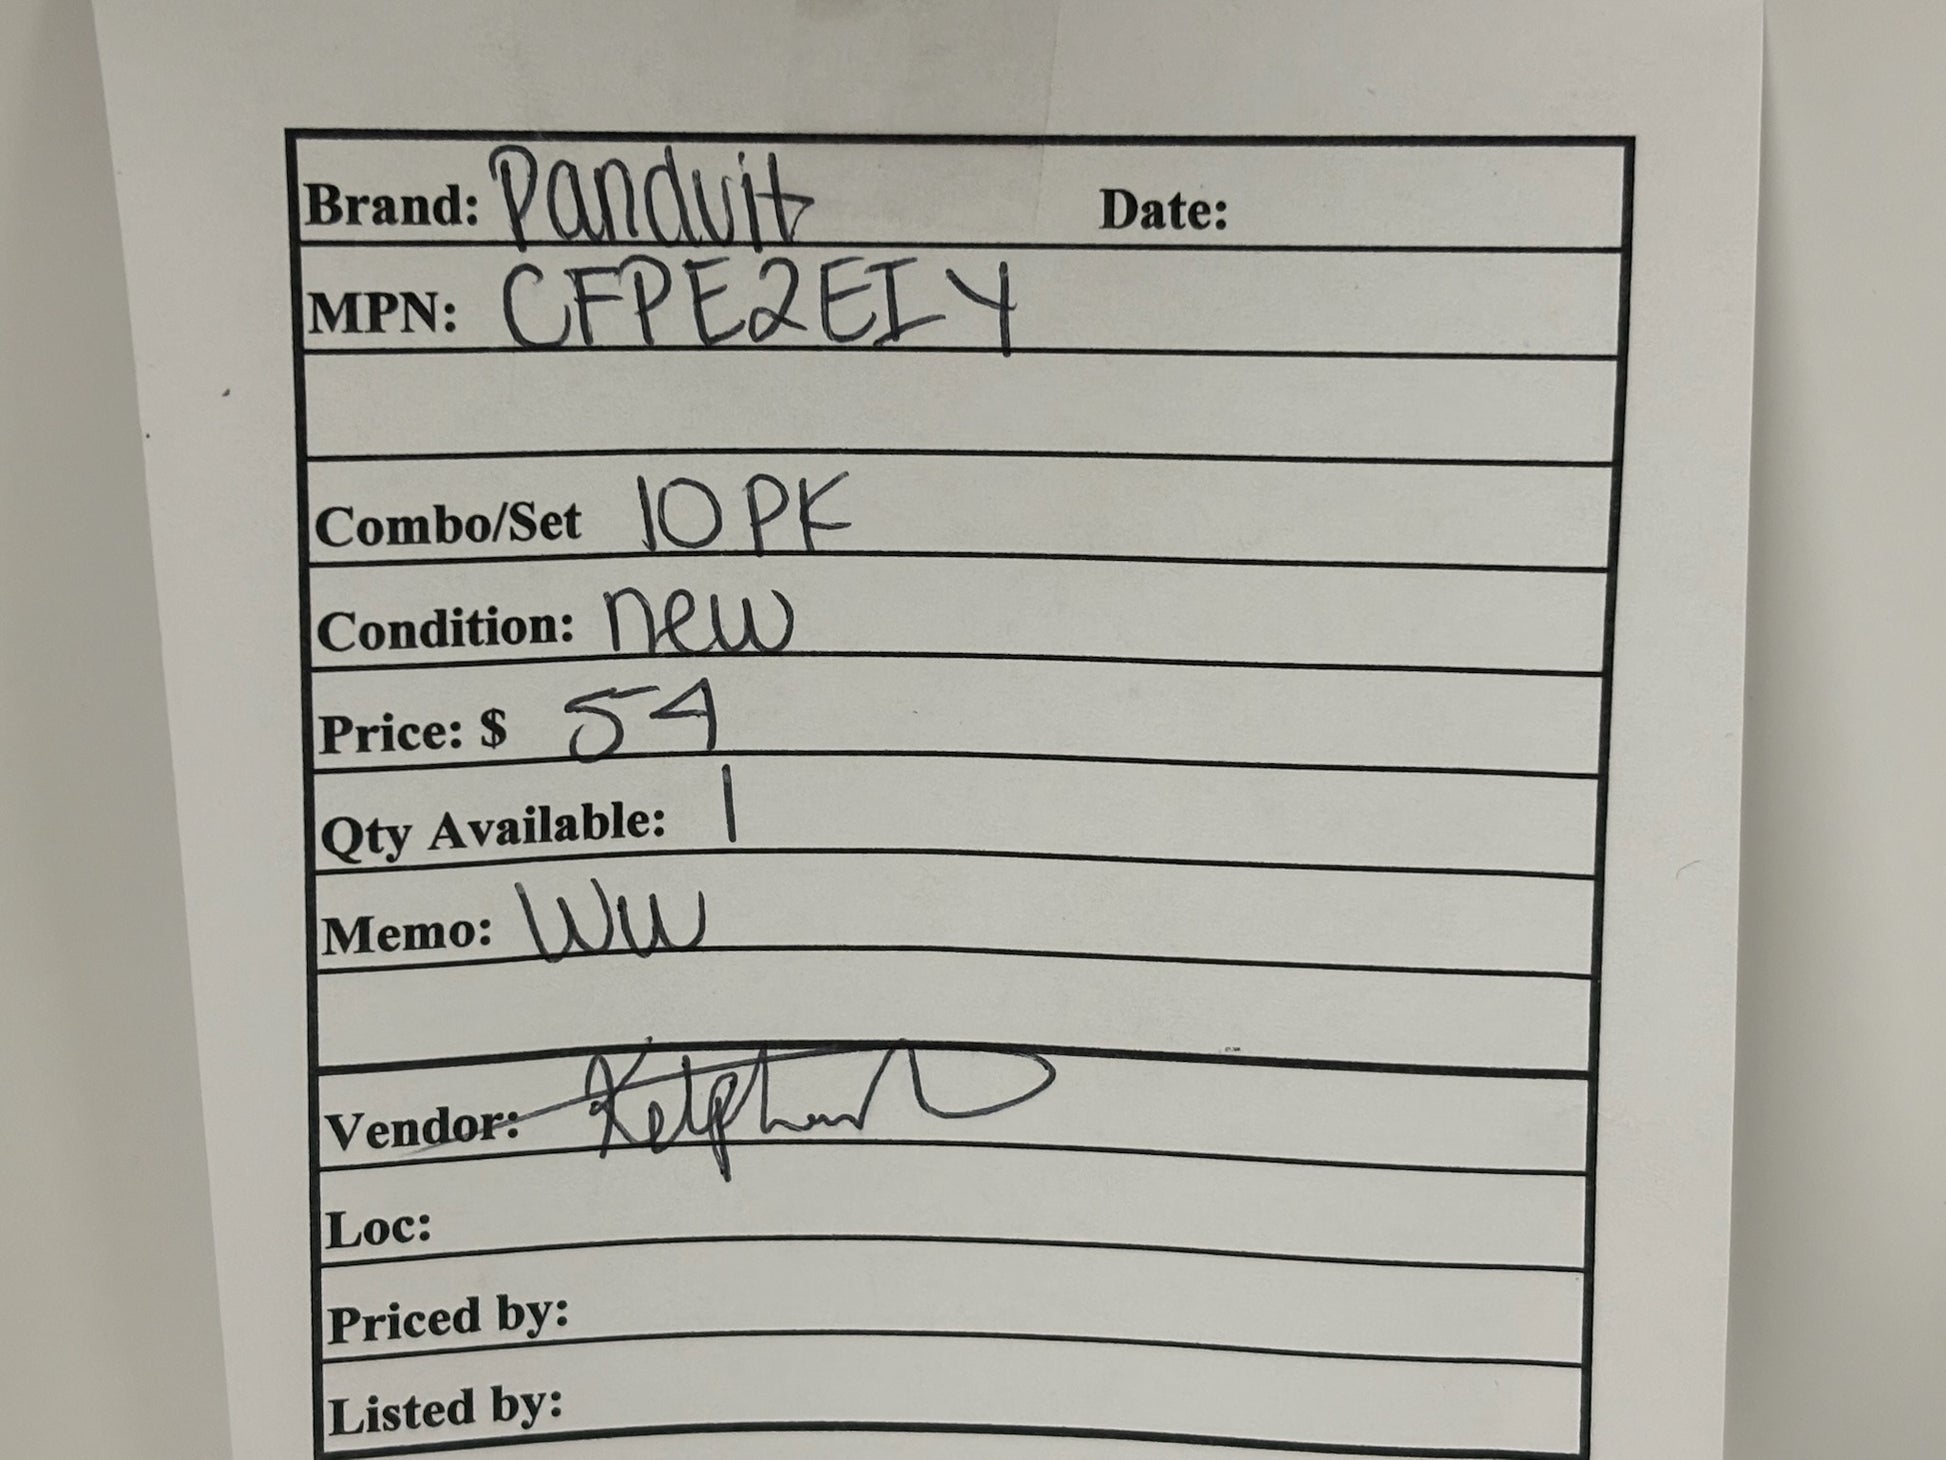 Brand: Panduit Date:
MPN: CFPE2EIY
Combo/Set 10 PK
Condition: new
Price: $ 54
Qty Available: 1
Memo: WW
Vendor:
Loc:
Priced by:
Listed by: